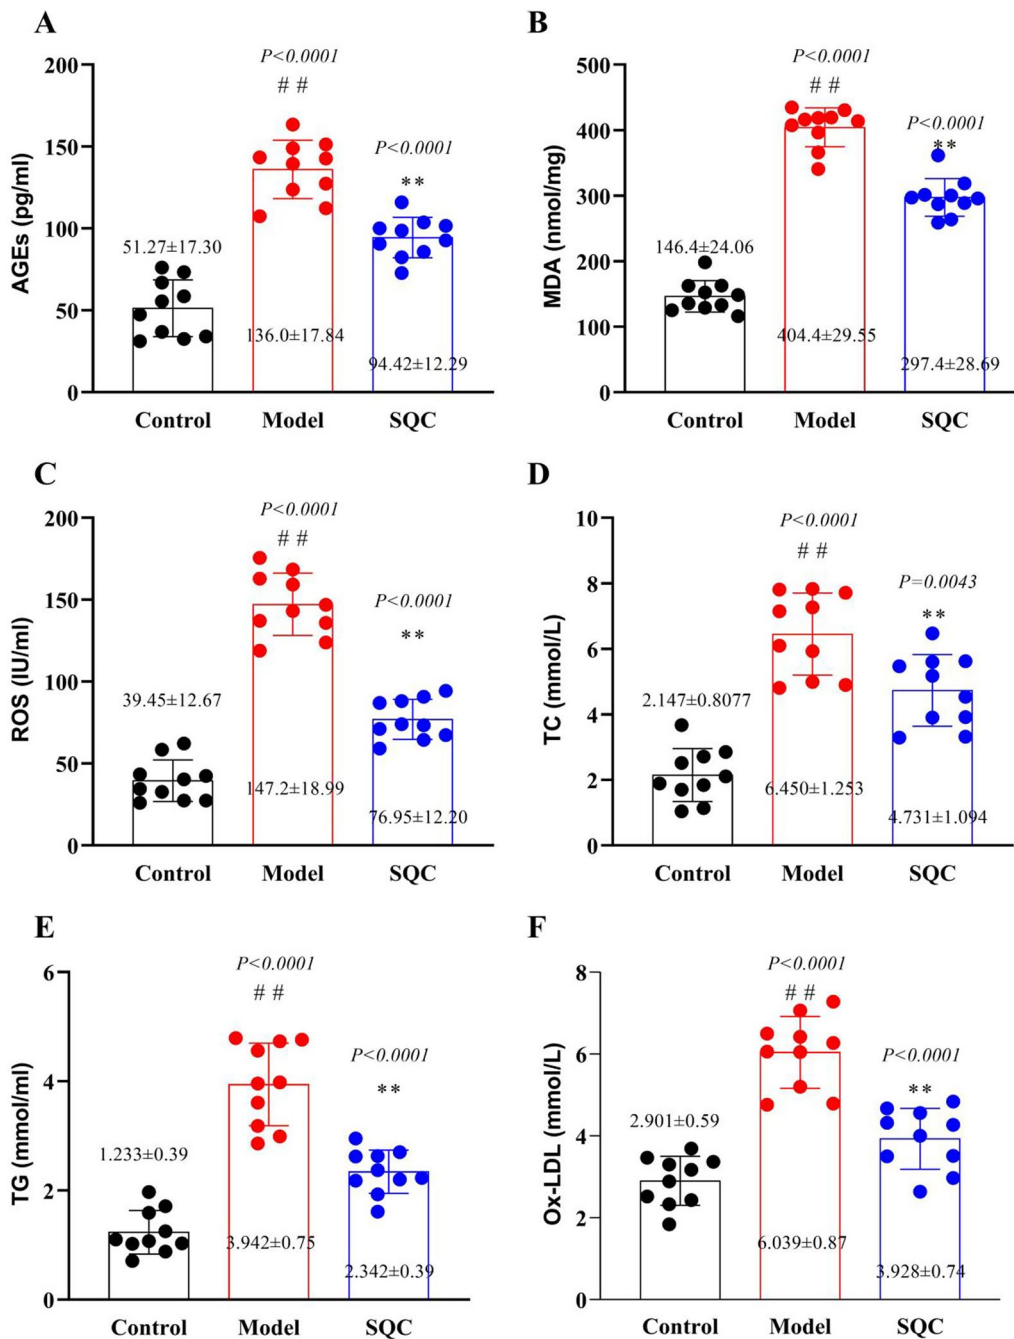 A
P<0.0001
# #
P<0.0001
**
AGEs (pg/ml)
200
150
100
50
0
51.27±17.30
136.0±17.84
94.42±12.29
Control Model SQC
B
P<0.0001
# #
P<0.0001
**
MDA (nmol/mg)
500
400
300
200
100
0
146.4±24.06
404.4±29.55
297.4±28.69
Control Model SQC
C
P<0.0001
# #
P<0.0001
**
ROS (IU/ml)
200
150
100
50
0
39.45±12.67
147.2±18.99
76.95±12.20
Control Model SQC
D
P<0.0001
# #
P=0.0043
**
TC (mmol/L)
10
8
6
4
2
0
2.147±0.8077
6.450±1.253
4.731±1.094
Control Model SQC
E
P<0.0001
# #
P<0.0001
**
TG (mmol/ml)
6
4
2
0
1.233±0.39
3.942±0.75
2.342±0.39
Control Model SQC
F
P<0.0001
# #
P<0.0001
**
Ox-LDL (mmol/L)
8
6
4
2
0
2.901±0.59
6.039±0.87
3.928±0.74
Control Model SQC